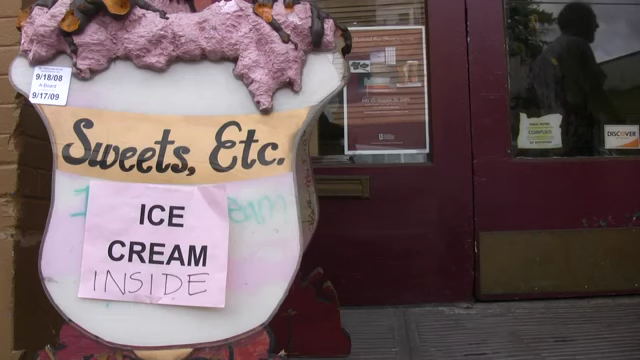 9/18/08
A Board
9/17/09
Sweets, Etc.
ICE
CREAM
INSIDE
DISCOVER